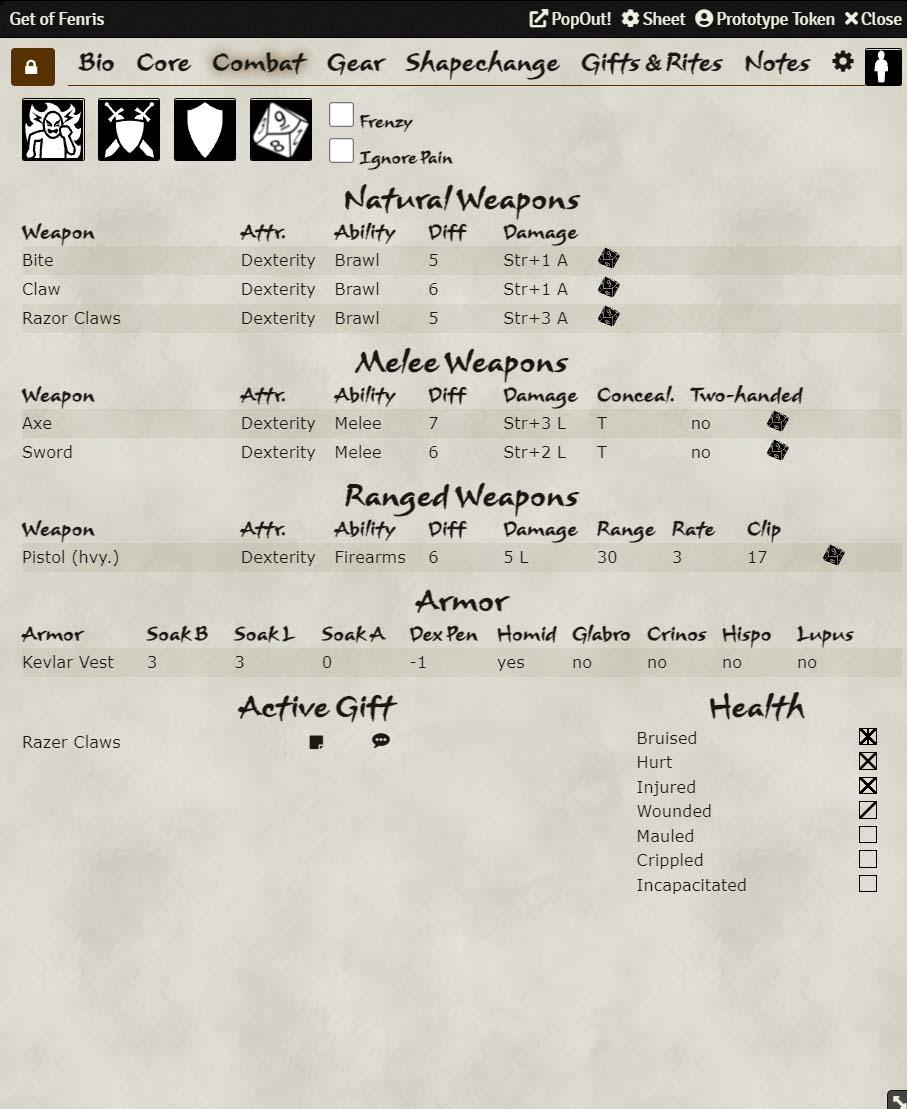 Get of Fenris PopOut! Sheet Prototype Token Close
Bio Core Combat Gear Shapechange Gifts & Rites Notes
9 8
Frenzy
Ignore Pain
Natural Weapons
Weapon Attr. Ability Diff Damage
Bite Dexterity Brawl 5 Str+1 A
Claw Dexterity Brawl 6 Str+1 A
Razor Claws Dexterity Brawl 5 Str+3 A
Melee Weapons
Weapon Attr. Ability Diff Damage Conceal. Two-handed
Axe Dexterity Melee 7 Str+3 L T no
Sword Dexterity Melee 6 Str+2 L T no
Ranged Weapons
Weapon Attr. Ability Diff Damage Range Rate Clip
Pistol (hvy.) Dexterity Firearms 6 5 L 30 3 17
Armor
Armor Soak B Soak L Soak A Dex Pen Homid Glabro Crinos Hispo Lupus
Kevlar Vest 3 3 0 -1 yes no no no no
Active Gift
Razer Claws
Health
Bruised
Hurt
Injured
Wounded
Mauled
Crippled
Incapacitated